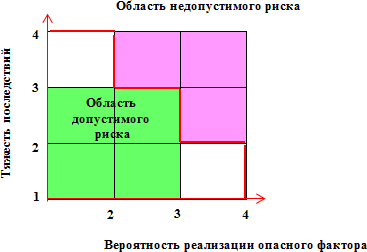 Область недопустимого риска
4
3
2
1
Тяжесть последствий
Область
допустимого
риска
2
3
4
Вероятность реализации опасного фактора